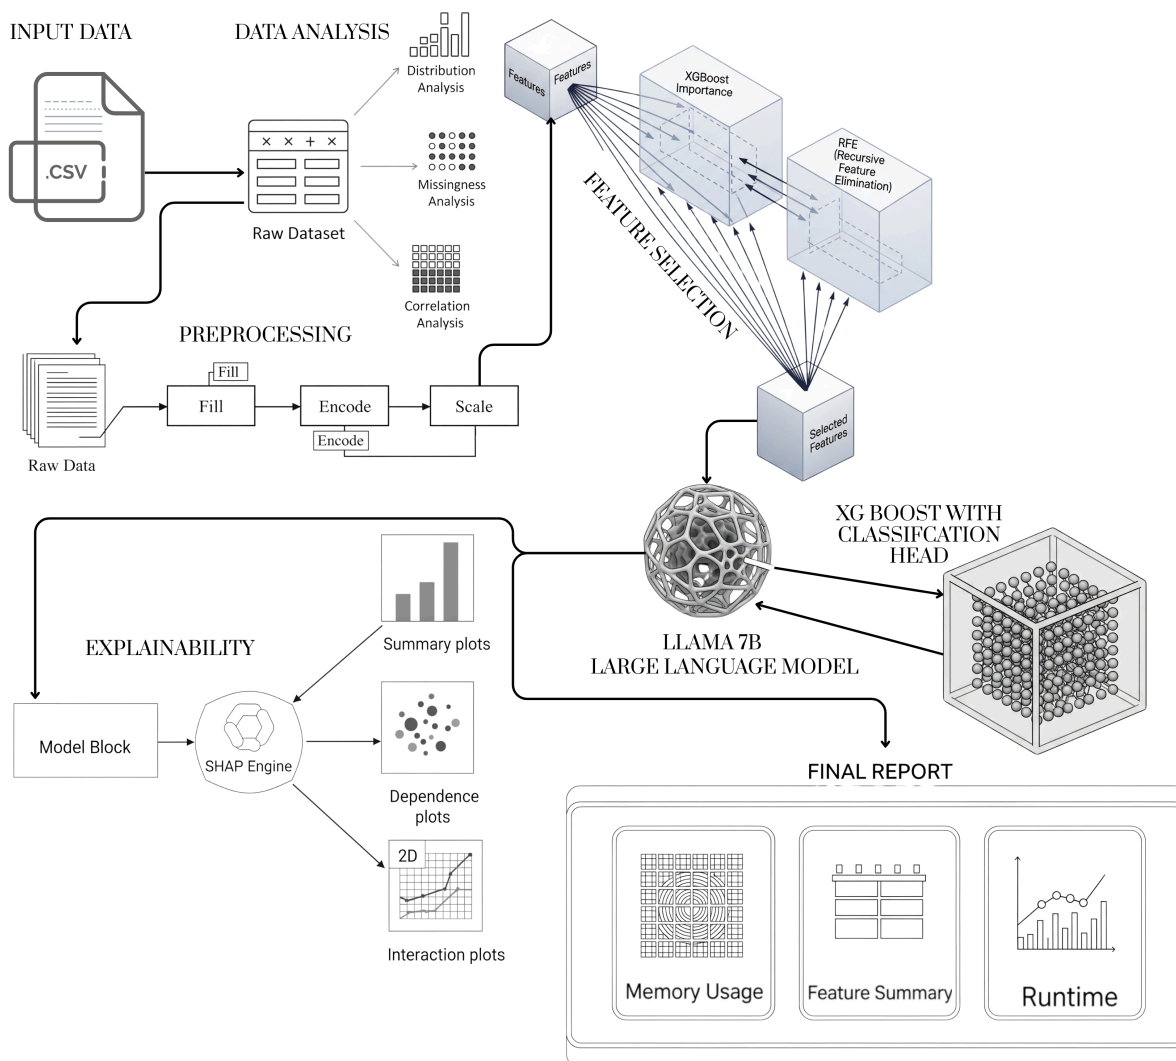 INPUT DATA
.CSV
DATA ANALYSIS
Raw Dataset
Distribution
Analysis
Missingness
Analysis
Correlation
Analysis
Features
Features
XGBoost
Importance
RFE
(Recursive
Feature
Elimination)
FEATURE SELECTION
Selected
Features
PREPROCESSING
Raw Data
Fill
Fill
Encode
Encode
Scale
XG BOOST WITH
CLASSIFCATION
HEAD
LLAMA 7B
LARGE LANGUAGE MODEL
EXPLAINABILITY
Model Block
SHAP Engine
Summary plots
Dependence
plots
2D
Interaction plots
FINAL REPORT
Memory Usage
Feature Summary
Runtime